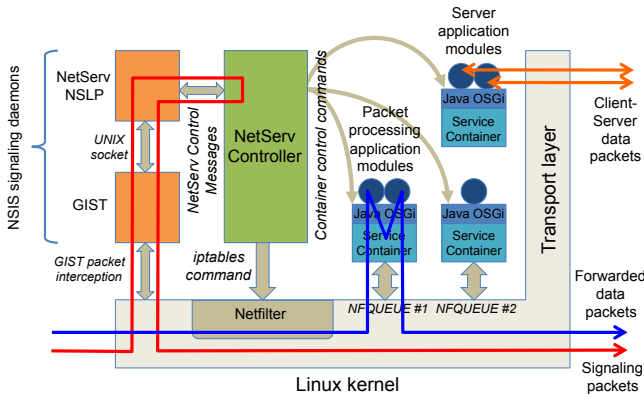 Server
application
modules
NetServ
NSLP
NSIS signaling daemons
UNIX
socket
NetServ Control
Messages
NetServ
Controller
Container control commands
Packet
processing
application
modules
Java OSGi
Service
Container
Client-
Server
data
packets
Transport layer
GIST
Java OSGi
Service
Container
Java OSGi
Service
Container
GIST packet
interception
iptables
command
NFQUEUE #1
NFQUEUE #2
Netfilter
Forwarded
data
packets
Signaling
packets
Linux kernel